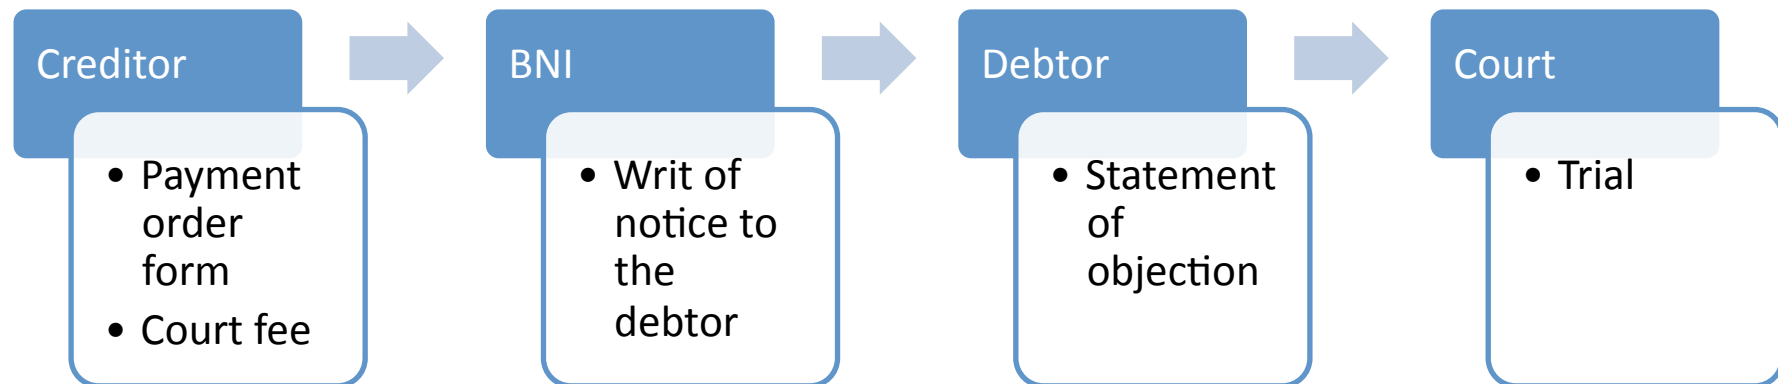 Creditor
• Payment
order
form
• Court fee
BNI
• Writ of
notice to
the
debtor
Debtor
• Statement
of
objection
Court
• Trial